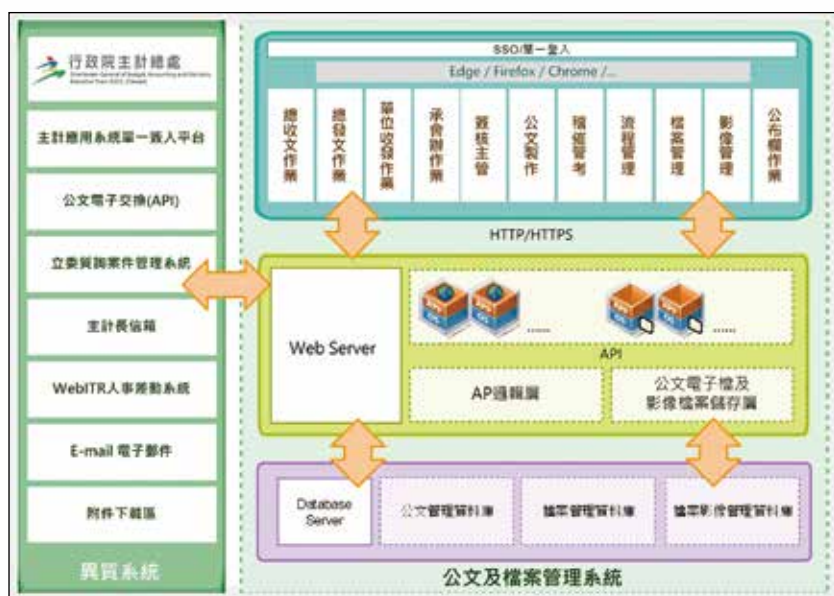 行政院主計總處
主計應用系統單一簽入平台
公文電子交換(API)
立委質詢案件管理系統
主計長信箱
WebITR人事差勤系統
E-mail 電子郵件
附件下載區
異質系統
SSO/單一登入
Edge / Firefox / Chrome /...
總收文作業
總發文作業
單位收發作業
承會辦作業
簽核主管
公文製作
稽催管考
流程管理
檔案管理
影像管理
公布欄作業
HTTP/HTTPS
Web Server
......
......
API
AP邏輯層
公文電子檔及
影像檔案儲存層
Database
Server
公文管理資料庫
檔案管理資料庫
檔案影像管理資料庫
公文及檔案管理系統